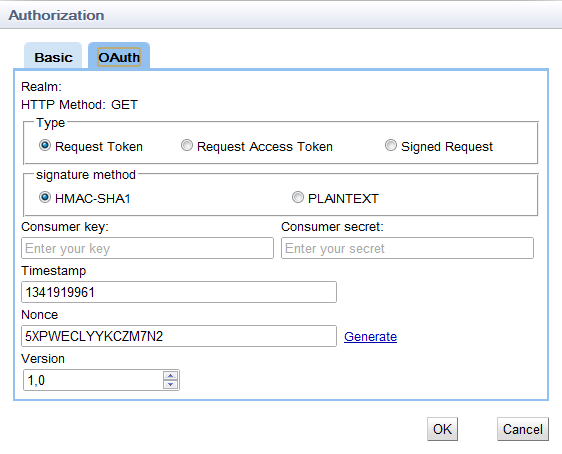 Authorization
Basic OAuth
Realm:
HTTP Method: GET
Type
Request Token Request Access Token Signed Request
signature method
HMAC-SHA1 PLAINTEXT
Consumer key: Consumer secret:
Enter your key Enter your secret
Timestamp
1341919961
Nonce
5XPWECLYYKCZM7N2 Generate
Version
1,0
OK Cancel